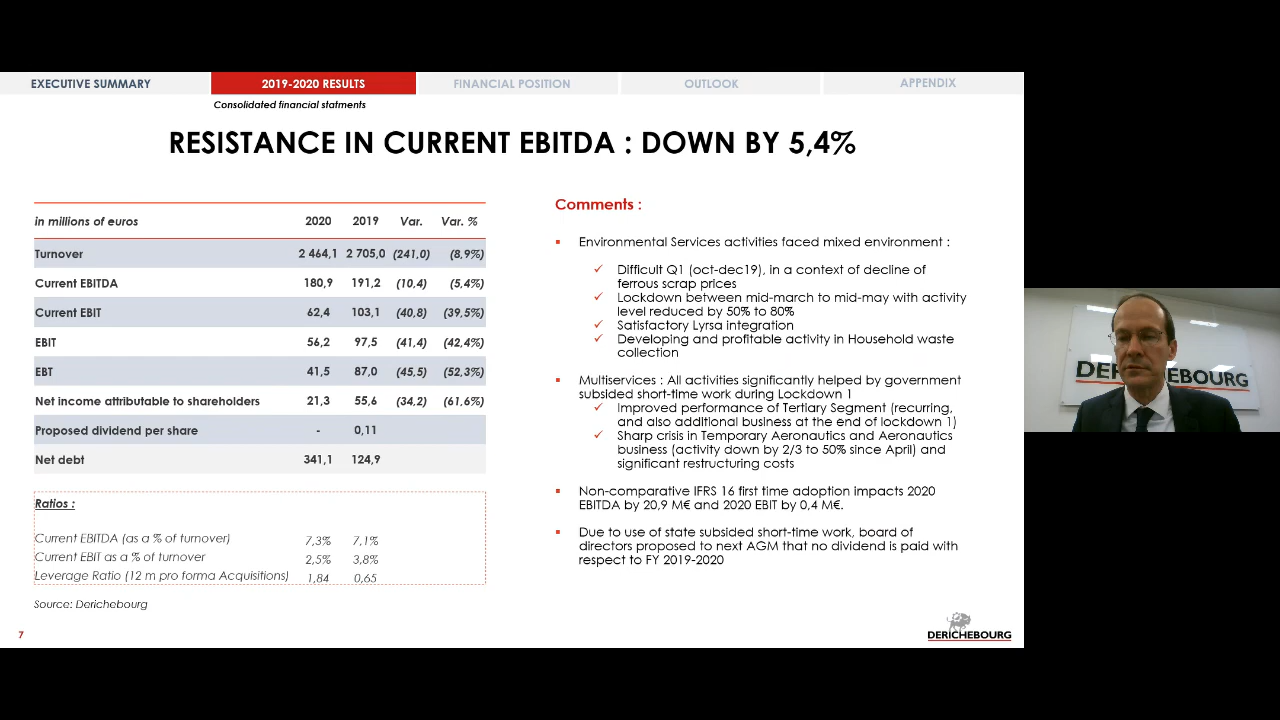 EXECUTIVE SUMMARY
2019-2020 RESULTS
FINANCIAL POSITION
OUTLOOK
APPENDIX
Consolidated financial statments
RESISTANCE IN CURRENT EBITDA : DOWN BY 5,4%
in millions of euros 2020 2019 Var. Var. %
Turnover 2 464,1 2 705,0 (241,0) (8,9%)
Current EBITDA 180,9 191,2 (10,4) (5,4%)
Current EBIT 62,4 103,1 (40,8) (39,5%)
EBIT 56,2 97,5 (41,4) (42,4%)
EBT 41,5 87,0 (45,5) (52,3%)
Net income attributable to shareholders 21,3 55,6 (34,2) (61,6%)
Proposed dividend per share - 0,11
Net debt 341,1 124,9
Ratios :
Current EBITDA (as a % of turnover) 7,3% 7,1%
Current EBIT as a % of turnover 2,5% 3,8%
Leverage Ratio (12 m pro forma Acquisitions) 1,84 0,65
Source: Derichebourg
Comments :
Environmental Services activities faced mixed environment :
Difficult Q1 (oct-dec19), in a context of decline of
ferrous scrap prices
Lockdown between mid-march to mid-may with activity
level reduced by 50% to 80%
Satisfactory Lyrsa integration
Developing and profitable activity in Household waste
collection
Multiservices : All activities significantly helped by government
subsided short-time work during Lockdown 1
Improved performance of Tertiary Segment (recurring,
and also additional business at the end of lockdown 1)
Sharp crisis in Temporary Aeronautics and Aeronautics
business (activity down by 2/3 to 50% since April) and
significant restructuring costs
Non-comparative IFRS 16 first time adoption impacts 2020
EBITDA by 20,9 M€ and 2020 EBIT by 0,4 M€.
Due to use of state subsided short-time work, board of
directors proposed to next AGM that no dividend is paid with
respect to FY 2019-2020
7
DERICHEBOURG